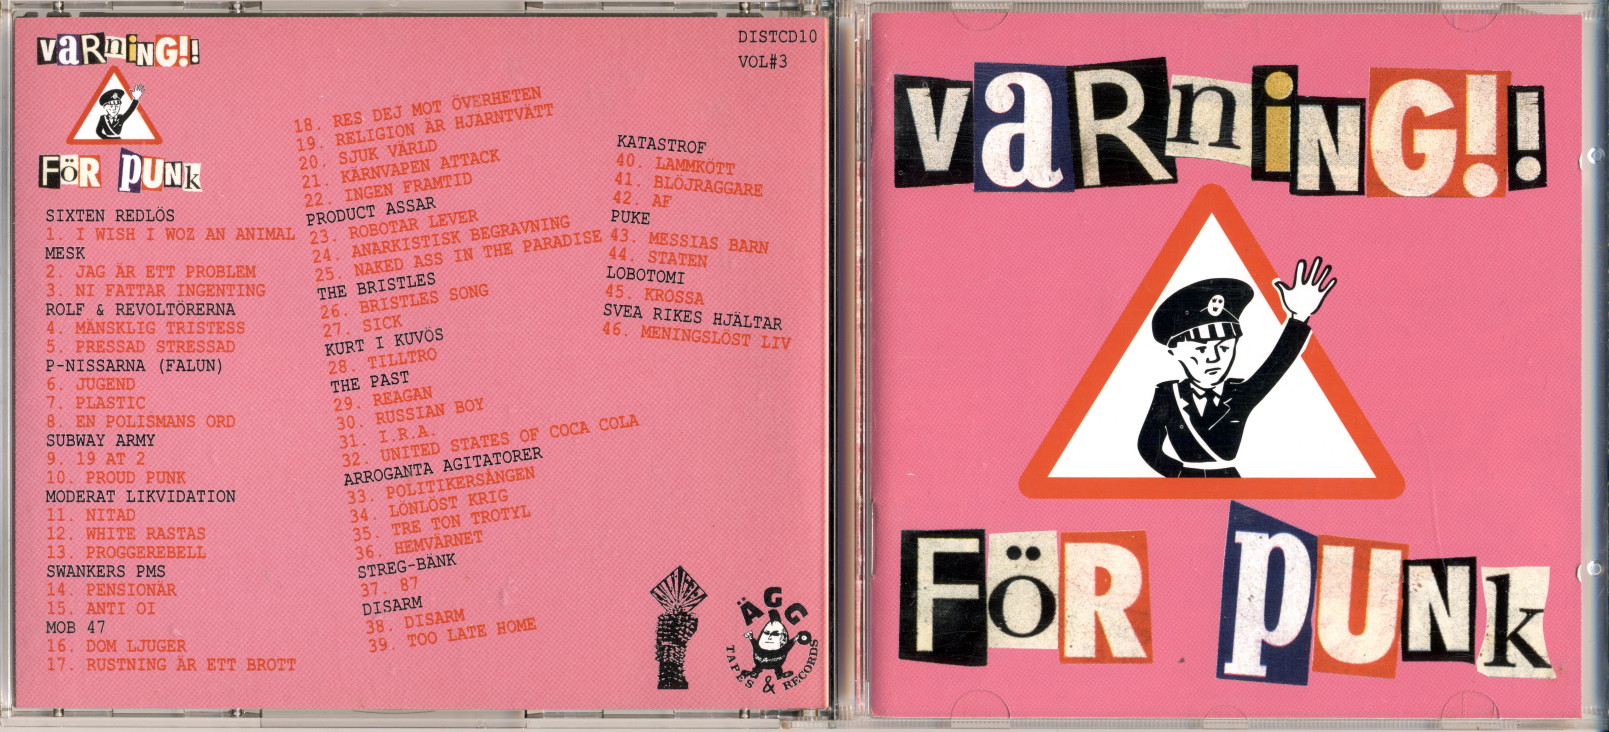 VaRning!!
FÖR PUNk
SIXTEN REDLÖS
1. I WISH I WOZ AN ANIMAL
MESK
2. JAG ÄR ETT PROBLEM
3. NI FATTAR INGENTING
ROLF & REVOLTÖRERNA
4. MÄNSKLIG TRISTESS
5. PRESSAD STRESSAD
P-NISSARNA (FALUN)
6. JUGEND
7. PLASTIC
8. EN POLISMANS ORD
SUBWAY ARMY
9. 19 AT 2
10. PROUD PUNK
MODERAT LIKVIDATION
11. NITAD
12. WHITE RASTAS
13. PROGGEREBELL
SWANKERS PMS
14. PENSIONÄR
15. ANTI OI
MOB 47
16. DOM LJUGER
17. RUSTNING ÄR ETT BROTT
18. RES DEJ MOT ÖVERHETEN
19. RELIGION ÄR HJÄRNTVÄTT
20. SJUK VÄRLD
21. KÄRNVAPEN ATTACK
22. INGEN FRAMTID
PRODUCT ASSAR
23. ROBOTAR LEVER
24. ANARKISTISK BEGRAVNING
25. NAKED ASS IN THE PARADISE
THE BRISTLES
26. BRISTLES SONG
27. SICK
KURT I KUVÖS
28. TILLTRO
THE PAST
29. REAGAN
30. RUSSIAN BOY
31. I.R.A.
32. UNITED STATES OF COCA COLA
ARROGANTA AGITATORER
33. POLITIKERSÅNGEN
34. LÖNLÖST KRIG
35. TRE TON TROTYL
36. HEMVÄRNET
STREG-BÄNK
37. 87
DISARM
38. DISARM
39. TOO LATE HOME
DISTCD10
VOL#3
KATASTROF
40. LAMMKÖTT
41. BLÖJRAGGARE
42. AF
PUKE
43. MESSIAS BARN
44. STATEN
LOBOTOMI
45. KROSSA
SVEA RIKES HJÄLTAR
46. MENINGSLÖST LIV
ÄGGO
TAPES & RECORDS
VaRniNG!!
FÖR PUNk